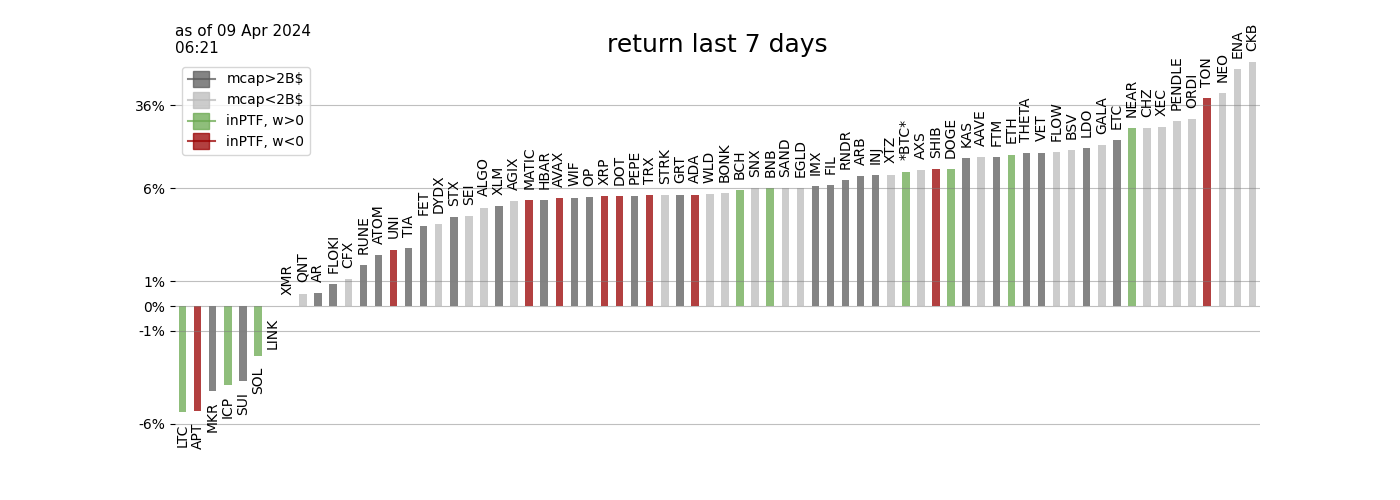 as of 09 Apr 2024
06:21
return last 7 days
mcap>2B$
mcap<2B$
inPTF, w>0
inPTF, w<0
36%
6%
1%
0%
-1%
-6%
LTC
APT
MKR
ICP
SUI
SOL
LINK
XMR
QNT
AR
FLOKI
CFX
RUNE
ATOM
UNI
TIA
FET
DYDX
STX
SEI
ALGO
XLM
AGIX
MATIC
HBAR
AVAX
WIF
OP
XRP
DOT
PEPE
TRX
STRK
GRT
ADA
WLD
BONK
BCH
SNX
BNB
SAND
EGLD
IMX
FIL
RNDR
ARB
INJ
XTZ
*BTC*
AXS
SHIB
DOGE
KAS
AAVE
FTM
ETH
THETA
VET
FLOW
BSV
LDO
GALA
ETC
NEAR
CHZ
XEC
PENDLE
ORDI
TON
NEO
ENA
CKB